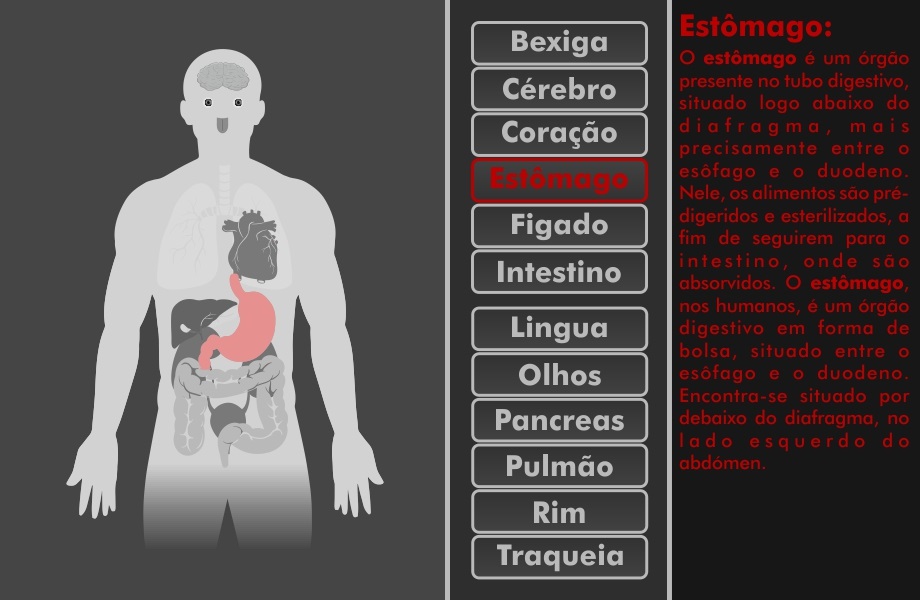 Bexiga
Cérebro
Coração
Estômago
Figado
Intestino
Lingua
Olhos
Pancreas
Pulmão
Rim
Traqueia
Estômago:
O estômago é um órgão
presente no tubo digestivo,
situado logo abaixo do
diafragma, mais
precisamente entre o
esôfago e o duodeno.
Nele, os alimentos são pré-
digeridos e esterilizados, a
fim de seguirem para o
intestino, onde são
absorvidos. O estômago,
nos humanos, é um órgão
digestivo em forma de
bolsa, situado entre o
esôfago e o duodeno.
Encontra-se situado por
debaixo do diafragma, no
lado esquerdo do
abdómen.